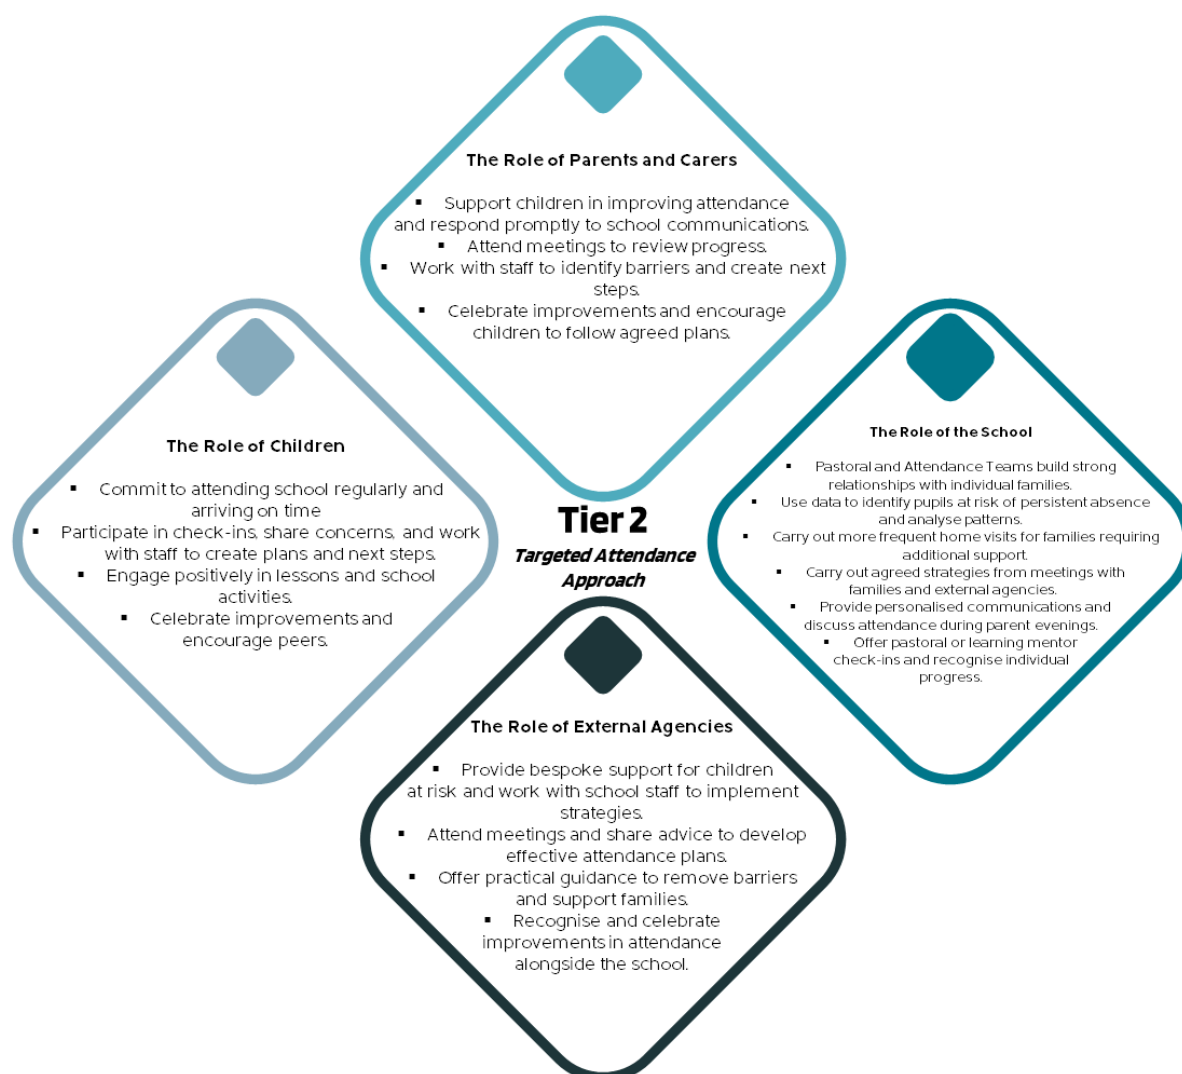 The Role of Parents and Carers
▪ Support children in improving attendance
and respond promptly to school communications.
▪ Attend meetings to review progress.
▪ Work with staff to identify barriers and create next
steps.
▪ Celebrate improvements and encourage
children to follow agreed plans.
The Role of Children
▪ Commit to attending school regularly and
arriving on time
▪ Participate in check-ins, share concerns, and work
with staff to create plans and next steps.
▪ Engage positively in lessons and school
activities.
▪ Celebrate improvements and
encourage peers.
Tier 2
Targeted Attendance
Approach
The Role of the School
▪ Pastoral and Attendance Teams build strong
relationships with individual families.
▪ Use data to identify pupils at risk of persistent absence
and analyse patterns.
▪ Carry out more frequent home visits for families requiring
additional support.
▪ Carry out agreed strategies from meetings with
families and external agencies.
▪ Provide personalised communications and
discuss attendance during parent evenings.
▪ Offer pastoral or learning mentor
check-ins and recognise individual
progress.
The Role of External Agencies
▪ Provide bespoke support for children
at risk and work with school staff to implement
strategies.
▪ Attend meetings and share advice to develop
effective attendance plans.
▪ Offer practical guidance to remove barriers
and support families.
▪ Recognise and celebrate
improvements in attendance
alongside the school.